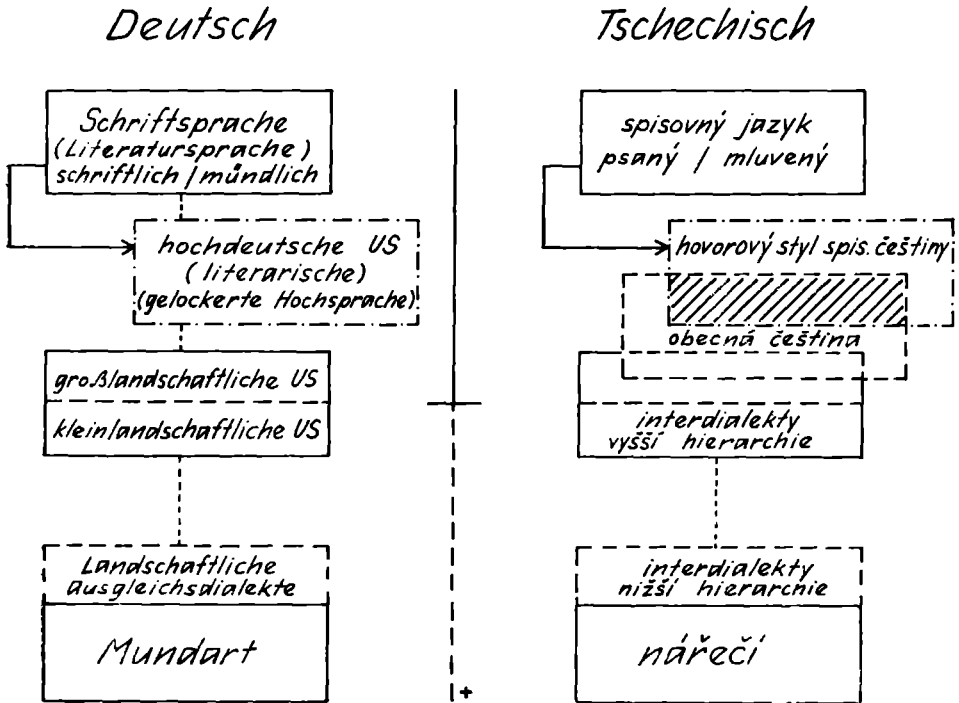 Deutsch
Schriftsprache
(Literatursprache)
schriftlich / mündlich
hochdeutsche US
(literarische)
(gelockerte Hochsprache)
großlandschaftliche US
kleinlandschaftliche US
Landschaftliche
Ausgleichsdialekte
Mundart
+
Tschechisch
spisovný jazyk
psaný / mluvený
hovorový styl spis. češtiny
obecná čeština
interdialekty
vyšší hierarchie
interdialekty
nižší hierarchie
nářečí